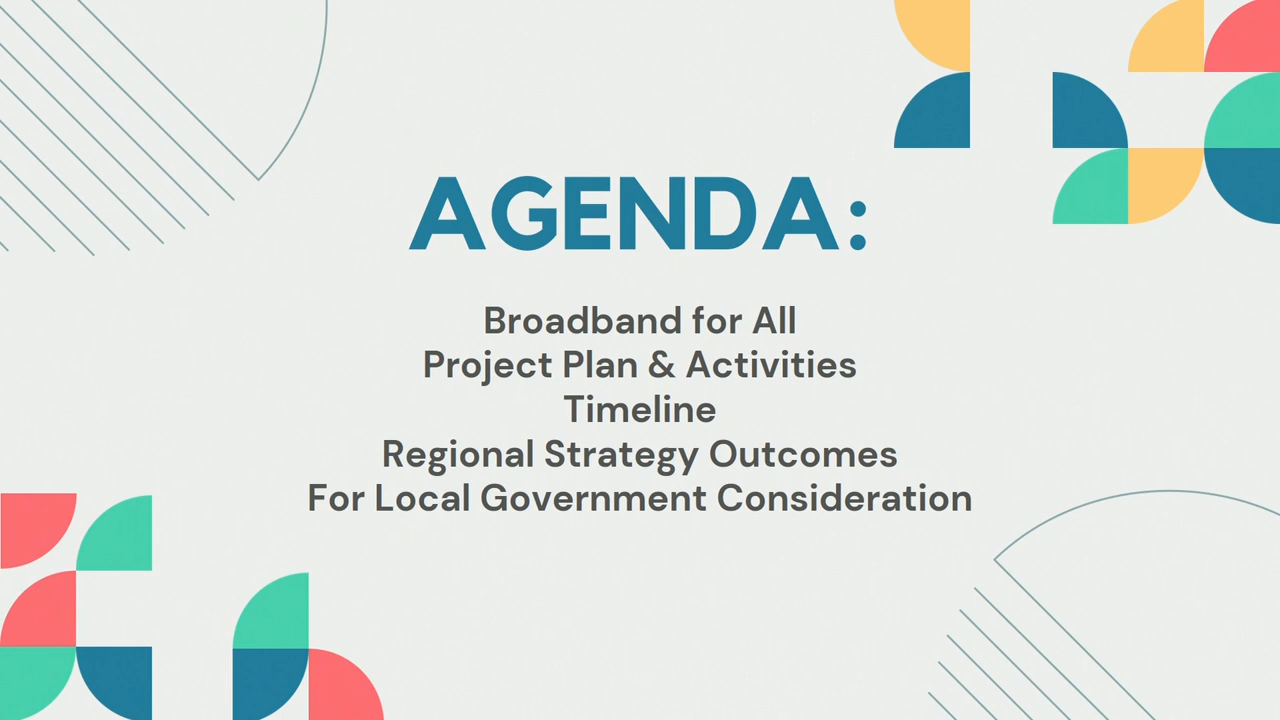 AGENDA:
Broadband for All
Project Plan & Activities
Timeline
Regional Strategy Outcomes
For Local Government Consideration